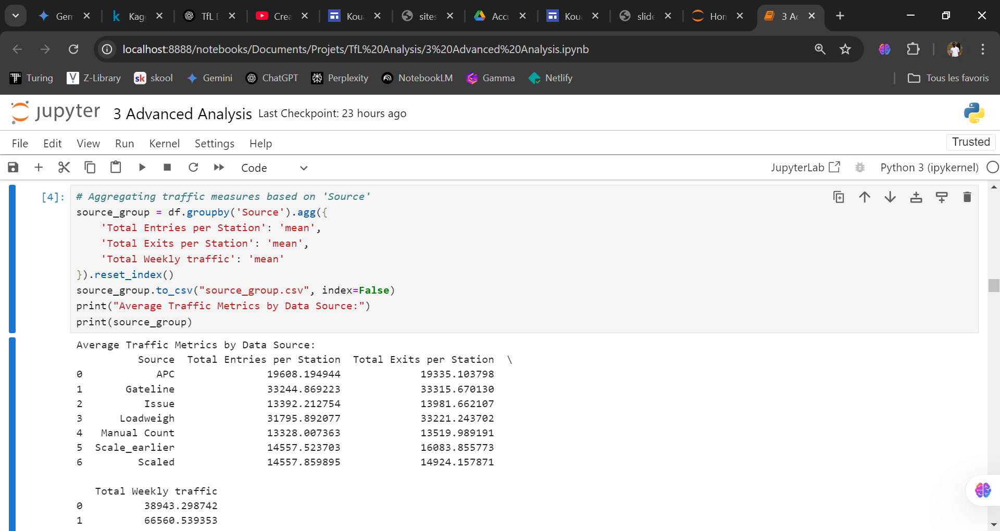 Gem
Kag
TfL D
Crea
Kou
sites
Accu
Kou
slide
Hom
3 Ad
localhost:8888/notebooks/Documents/Projets/TfL%20Analysis/3%20Advanced%20Analysis.ipynb
Turing
Z-Library
sk skool
Gemini
ChatGPT
Perplexity
NotebookLM
Gamma
Netlify
Tous les favoris
jupyter 3 Advanced Analysis Last Checkpoint: 23 hours ago
File Edit View Run Kernel Settings Help
Trusted
Code
JupyterLab
Python 3 (ipykernel)
[4]:
# Aggregating traffic measures based on 'Source'
source_group = df.groupby('Source').agg({
    'Total Entries per Station': 'mean',
    'Total Exits per Station': 'mean',
    'Total Weekly traffic': 'mean'
}).reset_index()
source_group.to_csv("source_group.csv", index=False)
print("Average Traffic Metrics by Data Source:")
print(source_group)
Average Traffic Metrics by Data Source:
          Source  Total Entries per Station  Total Exits per Station  \
0            APC               19608.194944             19335.103798
1       Gateline               33244.869223             33315.670130
2          Issue               13392.212754             13981.662107
3      Loadweigh               31795.892077             33221.243702
4   Manual Count               13328.007363             13519.989191
5  Scale_earlier               14557.523703             16083.855773
6         Scaled               14557.859895             14924.157871
   Total Weekly traffic
0          38943.298742
1          66560.539353